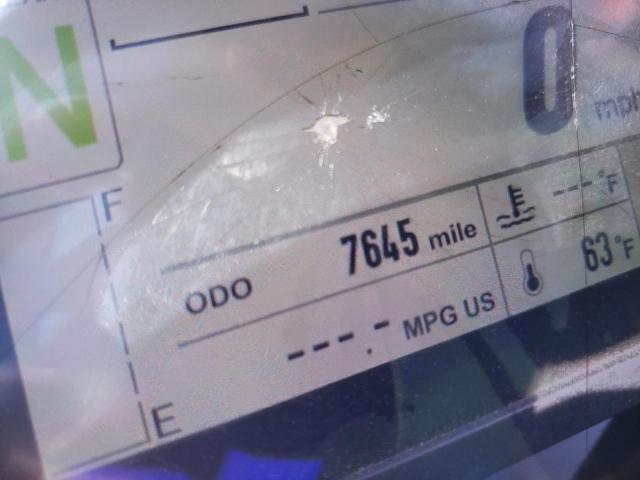 N
0 mph
F
---°F
ODO 7645 mile
63°F
---.- MPG US
E